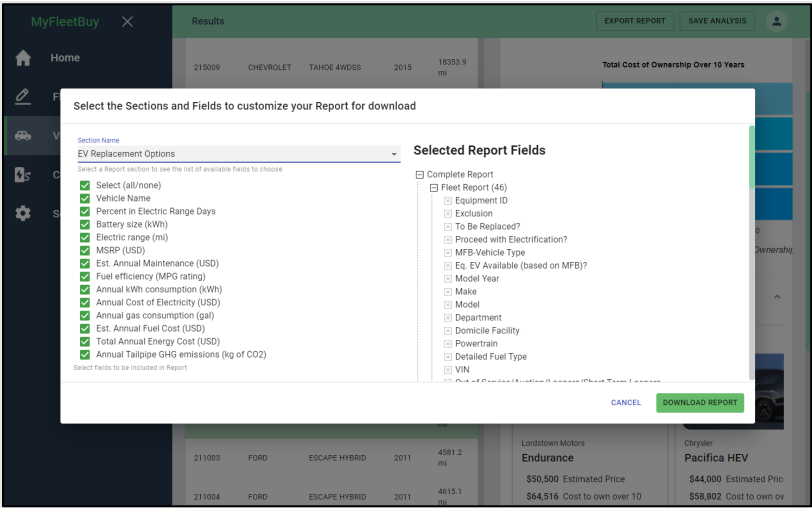 MyFleetBuy
Results
EXPORT REPORT
SAVE ANALYSIS
Home
215009 CHEVROLET TAHOE 4WDSS 2015 18353.9 mi
Total Cost of Ownership Over 10 Years
Select the Sections and Fields to customize your Report for download
Section Name
EV Replacement Options
Select a Report section to see the list of available fields to choose
Select (all/none)
Vehicle Name
Percent in Electric Range Days
Battery size (kWh)
Electric range (mi)
MSRP (USD)
Est. Annual Maintenance (USD)
Fuel efficiency (MPG rating)
Annual kWh consumption (kWh)
Annual Cost of Electricity (USD)
Annual gas consumption (gal)
Est. Annual Fuel Cost (USD)
Total Annual Energy Cost (USD)
Annual Tailpipe GHG emissions (kg of CO2)
Select fields to be included in Report
Selected Report Fields
Complete Report
Fleet Report (46)
Equipment ID
Exclusion
To Be Replaced?
Proceed with Electrification?
MFB-Vehicle Type
Eq. EV Available (based on MFB)?
Model Year
Make
Model
Department
Domicile Facility
Powertrain
Detailed Fuel Type
VIN
Out of Service/Auction/Loaners/Short Term Loaners
CANCEL
DOWNLOAD REPORT
211003 FORD ESCAPE HYBRID 2011 4581.2 mi
211004 FORD ESCAPE HYBRID 2011 4615.1 mi
Lordstown Motors
Endurance
$50,500 Estimated Price
$64,516 Cost to own over 10
Chrysler
Pacifica HEV
$44,000 Estimated Pric
$58,802 Cost to own ov